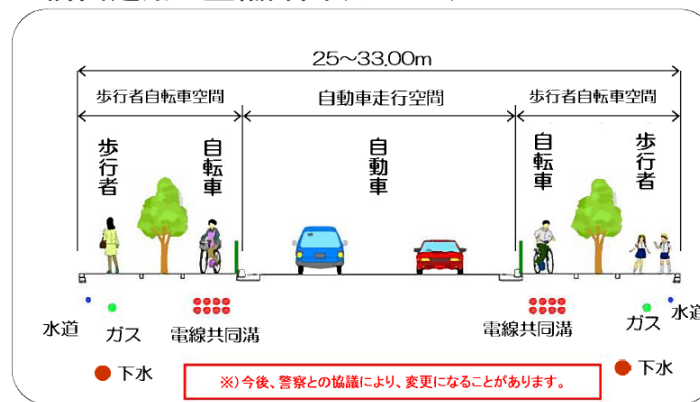 25～33.00m
歩行者自転車空間
自動車走行空間
歩行者自転車空間
歩行者
自転車
自動車
自転車
歩行者
水道
ガス
電線共同溝
電線共同溝
ガス
水道
下水
下水
※）今後、警察との協議により、変更になることがあります。